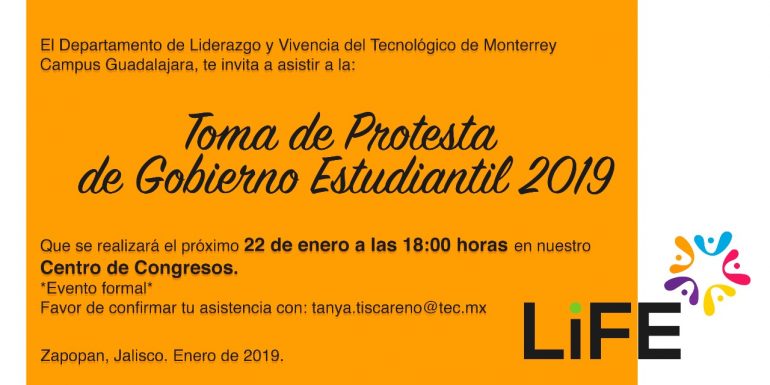 El Departamento de Liderazgo y Vivencia del Tecnológico de Monterrey
Campus Guadalajara, te invita a asistir a la:
Toma de Protesta
de Gobierno Estudiantil 2019
Que se realizará el próximo 22 de enero a las 18:00 horas en nuestro
Centro de Congresos.
*Evento formal*
Favor de confirmar tu asistencia con: tanya.tiscareno@tec.mx
LiFE
Zapopan, Jalisco. Enero de 2019.